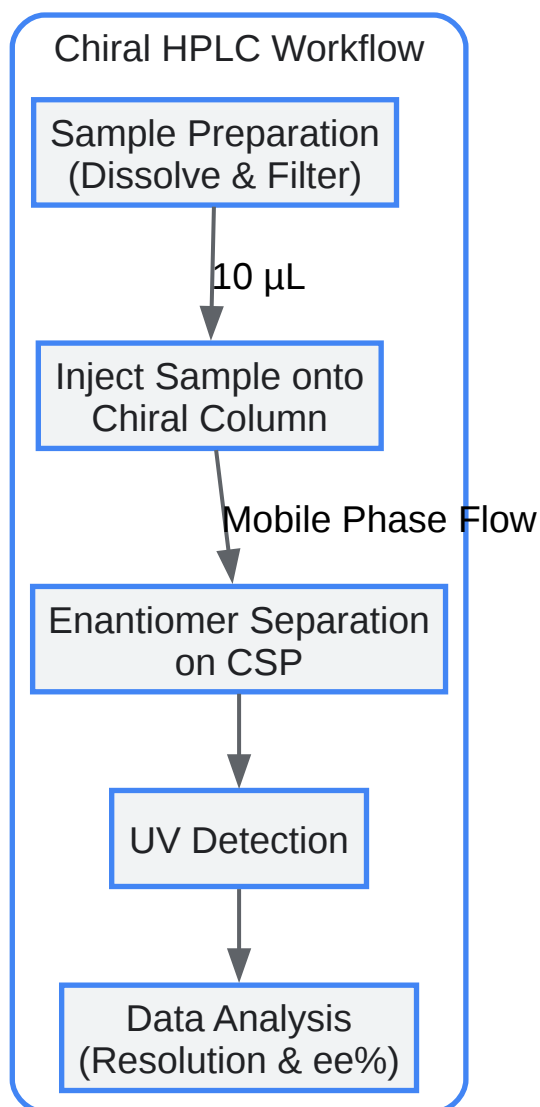 Chiral HPLC Workflow
Sample Preparation
(Dissolve & Filter)
10 µL
Inject Sample onto
Chiral Column
Mobile Phase Flow
Enantiomer Separation
on CSP
UV Detection
Data Analysis
(Resolution & ee%)